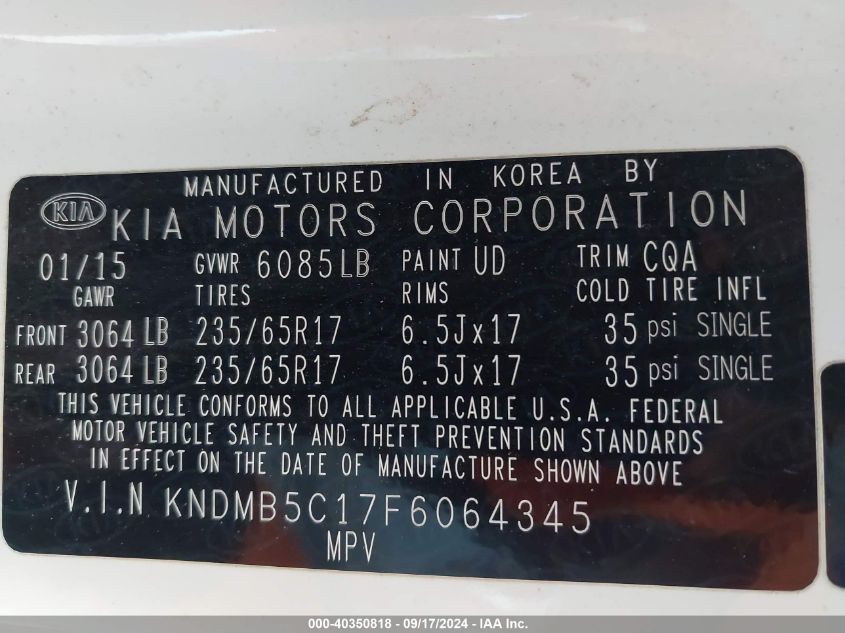 MANUFACTURED IN KOREA BY
KIA KIA MOTORS CORPORATION
01/15 GVWR 6085LB PAINT UD TRIM CQA
GAWR TIRES RIMS COLD TIRE INFL
FRONT 3064 LB 235/65R17 6.5Jx17 35 psi SINGLE
REAR 3064 LB 235/65R17 6.5Jx17 35 psi SINGLE
THIS VEHICLE CONFORMS TO ALL APPLICABLE U.S.A. FEDERAL
MOTOR VEHICLE SAFETY AND THEFT PREVENTION STANDARDS
IN EFFECT ON THE DATE OF MANUFACTURE SHOWN ABOVE
V.I.N KNDMB5C17F6064345
MPV
000-40350818 - 09/17/2024 - IAA Inc.